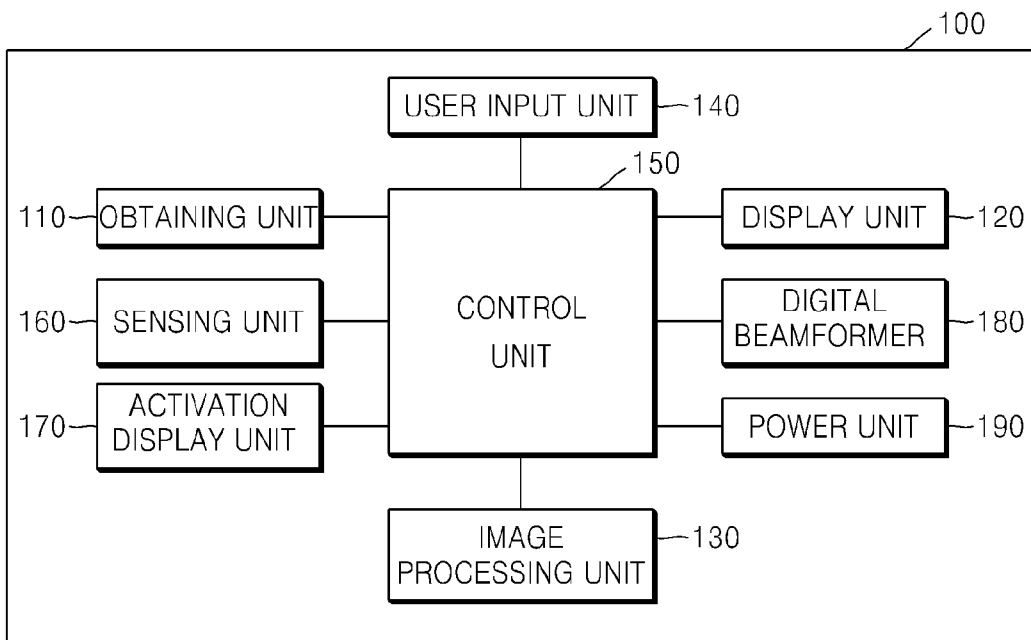 100
USER INPUT UNIT
140
150
110
OBTAINING UNIT
DISPLAY UNIT
120
160
SENSING UNIT
CONTROL
UNIT
DIGITAL
BEAMFORMER
180
170
ACTIVATION
DISPLAY UNIT
POWER UNIT
190
IMAGE
PROCESSING UNIT
130